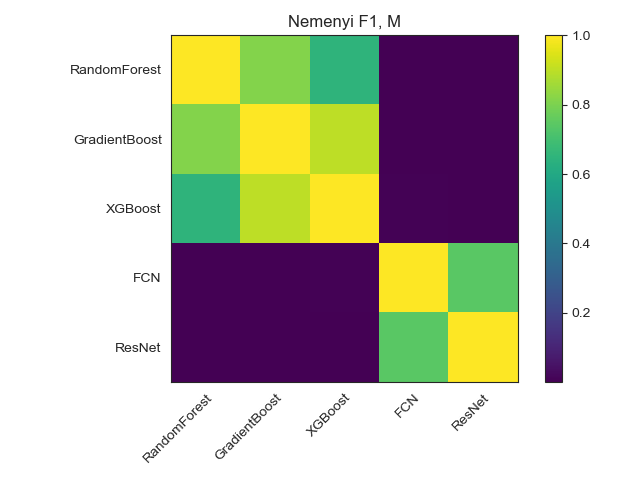 Nemenyi F1, M
RandomForest
GradientBoost
XGBoost
FCN
ResNet
RandomForest
GradientBoost
XGBoost
FCN
ResNet
1.0
0.8
0.6
0.4
0.2